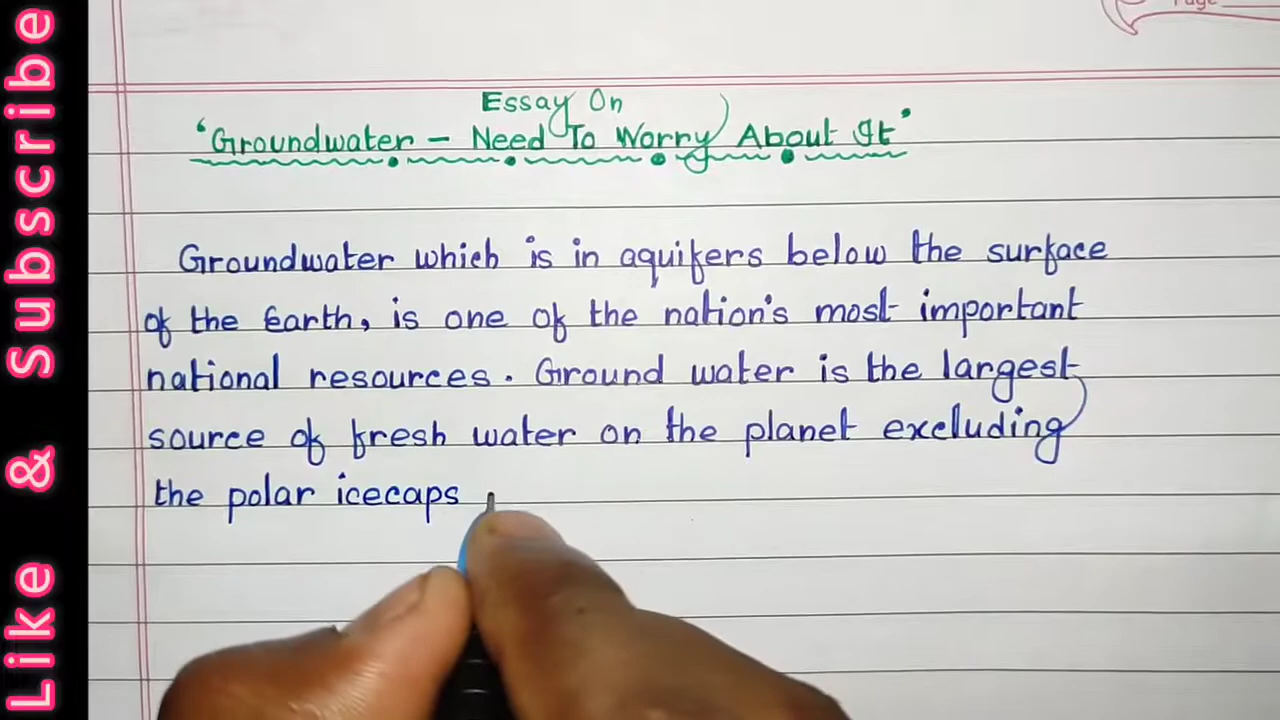 Like & Subscribe
Page
Essay On
'Groundwater - Need To Worry About It'
Groundwater which is in aquifers below the surface
of the Earth, is one of the nation's most important
national resources. Ground water is the largest
source of fresh water on the planet excluding
the polar icecaps